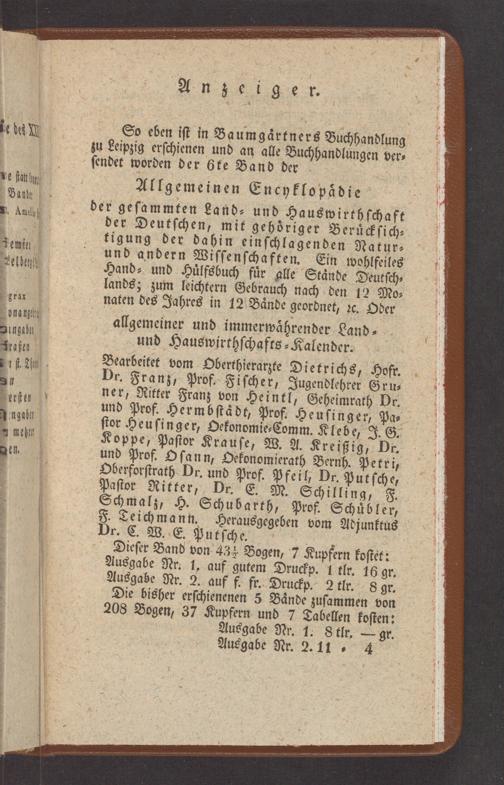 Anzeiger.
So eben ist in Baumgärtners Buchhandlung
zu Leipzig erschienen und an alle Buchhandlungen ver-
sendet worden der 6te Band der
Allgemeinen Encyklopädie
der gesammten Land- und Hauswirthschaft
der Deutschen, mit gehöriger Berücksich-
tigung der dahin einschlagenden Natur-
und andern Wissenschaften. Ein wohlfeiles
Hand- und Hülfsbuch für alle Stände Deutsch-
lands; zum leichtern Gebrauch nach den 12 Mo-
naten des Jahres in 12 Bände geordnet, ꝛc. Oder
allgemeiner und immerwährender Land-
und Hauswirthschafts-Kalender.
Bearbeitet vom Oberthierarzte Dietrichs, Hofr.
Dr. Franz, Prof. Fischer, Jugendlehrer Gru-
ner, Ritter Franz von Heintl, Geheimrath Dr.
und Prof. Hermbstädt, Prof. Heusinger, Pa-
stor Heusinger, Oekonomie-Comm. Klebe, J. G.
Koppe, Pastor Krause, W. A. Kreißig, Dr.
und Prof. Osann, Oekonomierath Bernh. Petri,
Oberforstrath Dr. und Prof. Pfeil, Dr. Putsche,
Pastor Ritter, Dr. E. M. Schilling, F.
Schmalz, H. Schubarth, Prof. Schübler,
F. Teichmann. Herausgegeben vom Adjunktus
Dr. C. W. E. Putsche.
Dieser Band von 43½ Bogen, 7 Kupfern kostet:
Ausgabe Nr. 1. auf gutem Druckp. 1 tlr. 16 gr.
Ausgabe Nr. 2. auf f. fr. Druckp. 2 tlr. 8 gr.
Die bisher erschienenen 5 Bände zusammen von
208 Bogen, 37 Kupfern und 7 Tabellen kosten:
Ausgabe Nr. 1. 8 tlr. — gr.
Ausgabe Nr. 2. 11 • 4